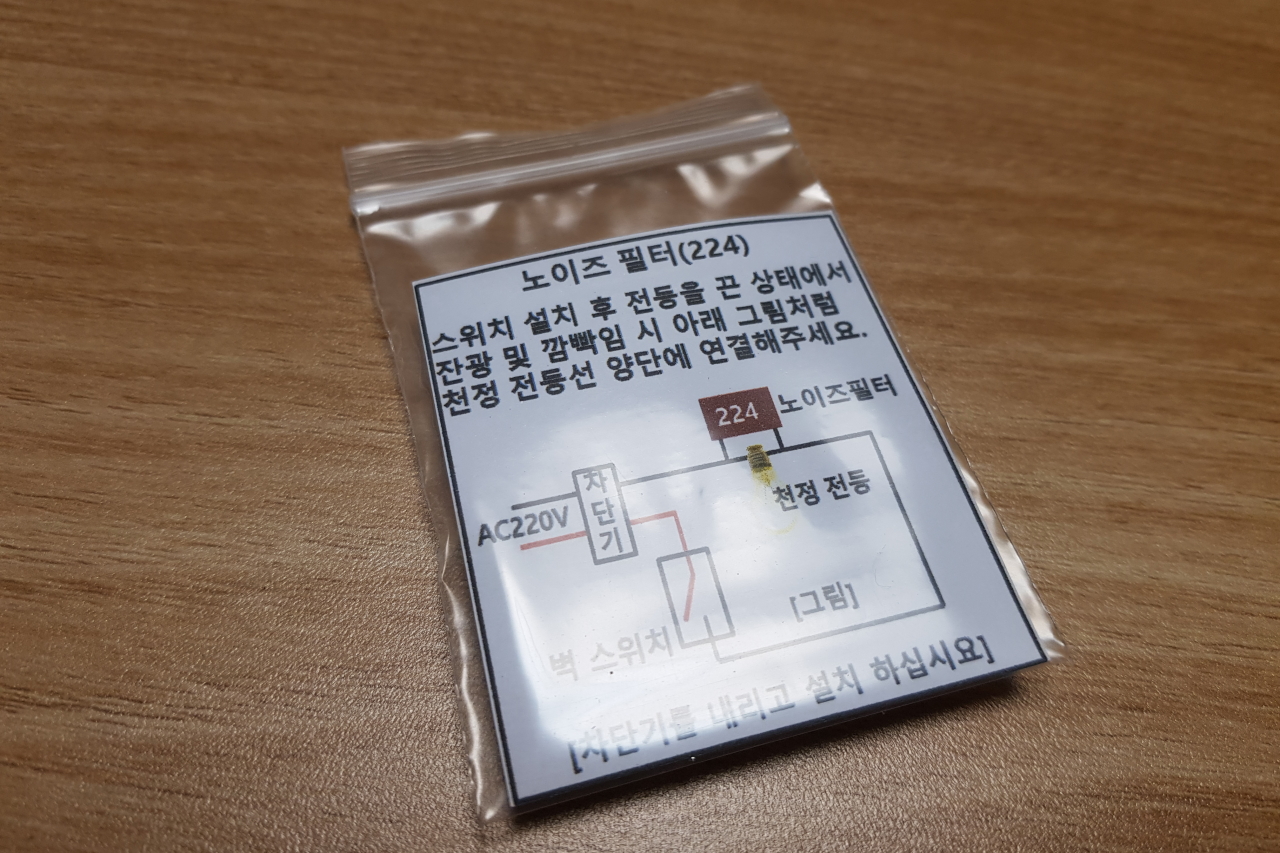 노이즈 필터(224)
스위치 설치 후 전등을 끈 상태에서
잔광 및 깜빡임 시 아래 그림처럼
천정 전등선 양단에 연결해주세요.
224 노이즈필터
천정 전등
차단기
AC220V
[그림]
벽 스위치
[차단기를 내리고 설치 하십시요]